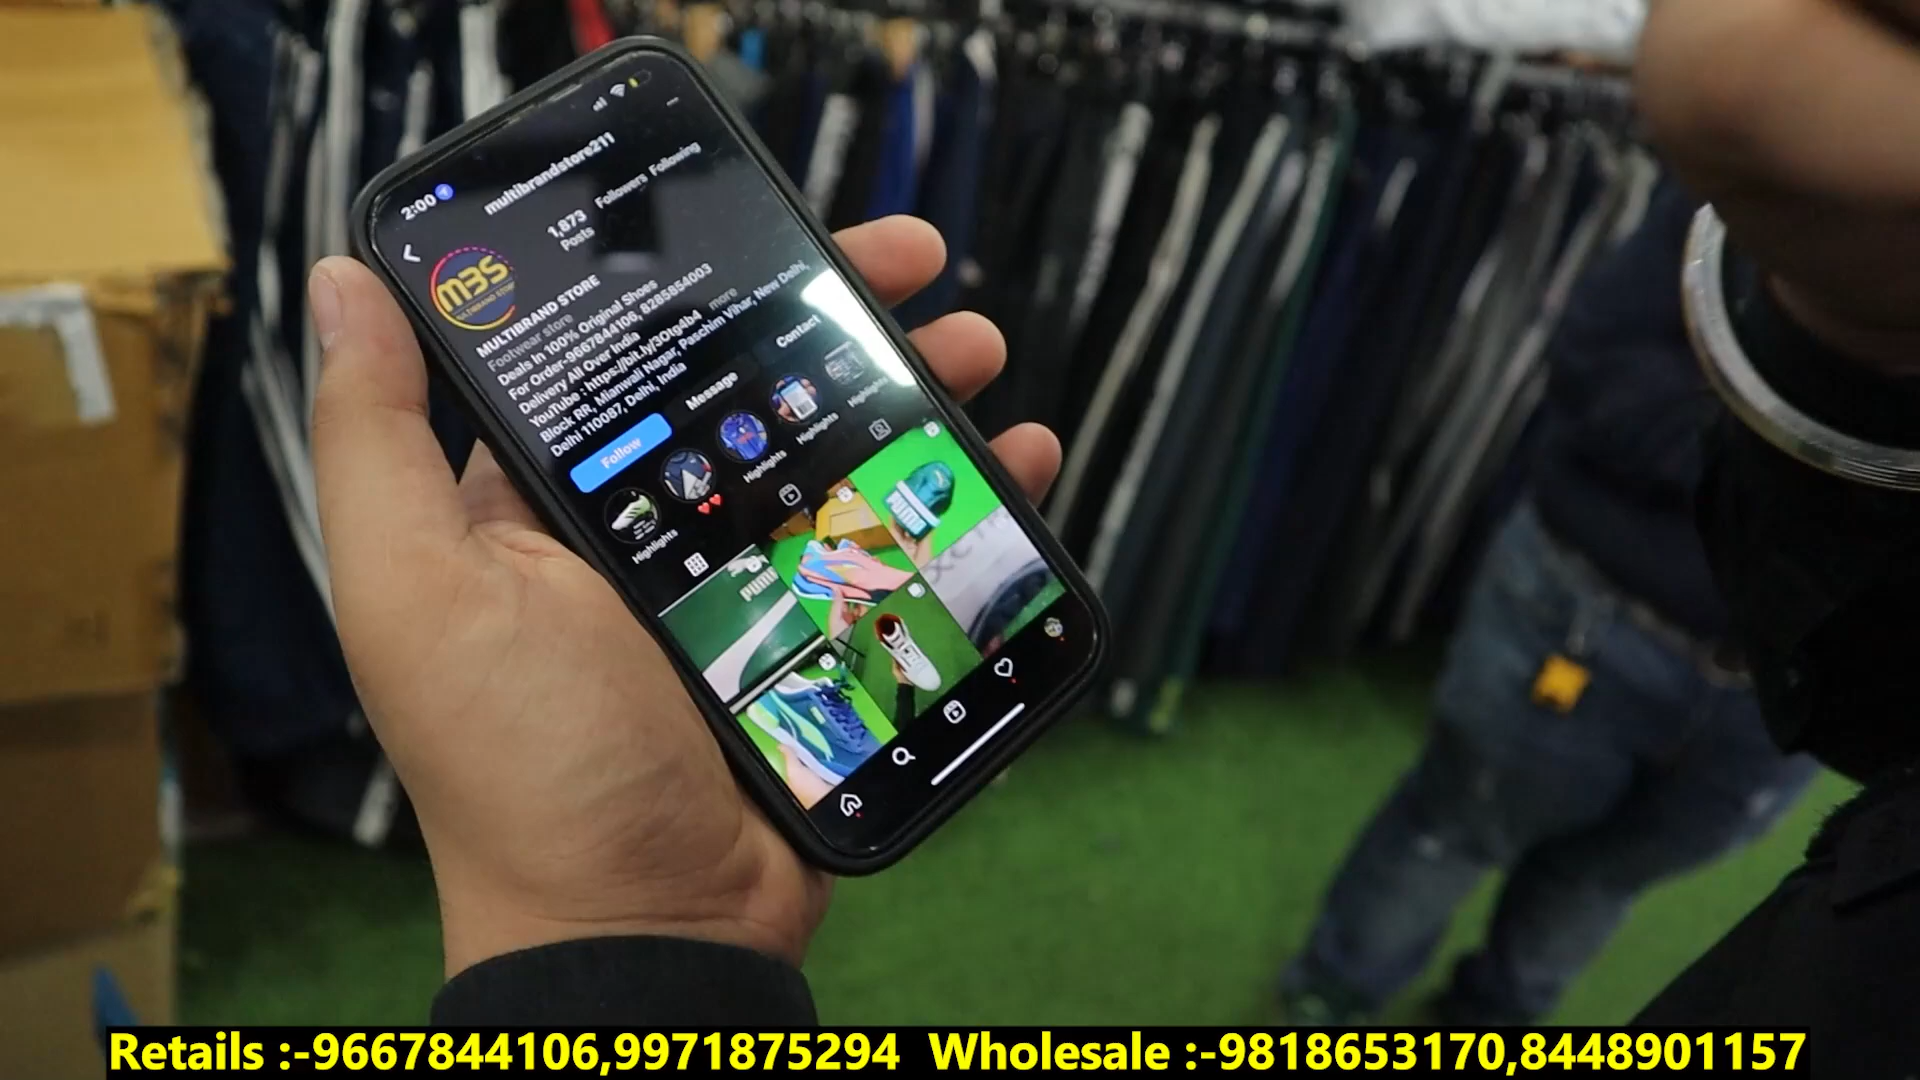 2:00
multibrandstore211
1,873
Posts
Followers
Following
M3S
MULTIBRAND STORE
MULTIBRAND STORE
Footwear store
Deals In 100% Original Shoes
For Order-9667844106, 8285854003
Delivery All Over India
YouTube : https://bit.ly/3Otg4b4 more
Block RR, Mianwali Nagar, Paschim Vihar, New Delhi,
Delhi 110087, Delhi, India
Follow
Message
Contact
Highlights
Highlights
Highlights
Highlights
PUMA
PUMA
Retails :-9667844106,9971875294 Wholesale :-9818653170,8448901157